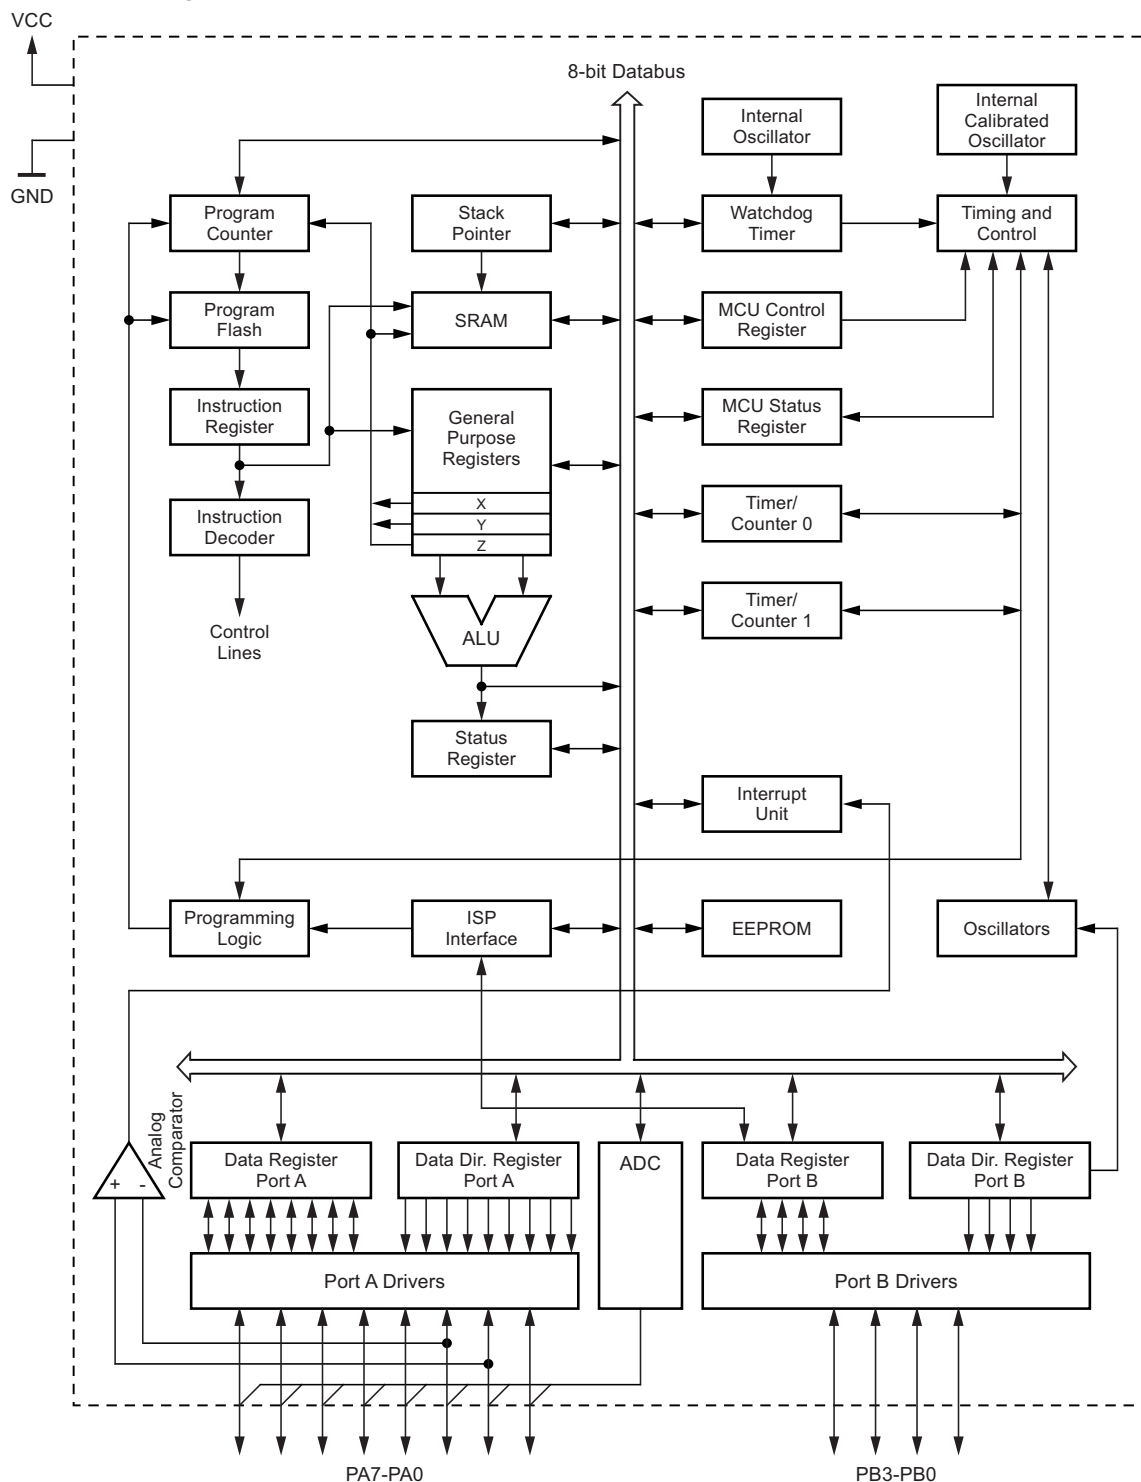 VCC
8-bit Databus
GND
Internal
Oscillator
Internal
Calibrated
Oscillator
Program
Counter
Stack
Pointer
Watchdog
Timer
Timing and
Control
Program
Flash
SRAM
MCU Control
Register
Instruction
Register
General
Purpose
Registers
X
Y
Z
MCU Status
Register
Instruction
Decoder
Timer/
Counter 0
Control
Lines
ALU
Timer/
Counter 1
Status
Register
Interrupt
Unit
Programming
Logic
ISP
Interface
EEPROM
Oscillators
Analog
Comparator
+ -
Data Register
Port A
Data Dir. Register
Port A
ADC
Data Register
Port B
Data Dir. Register
Port B
Port A Drivers
Port B Drivers
PA7-PA0
PB3-PB0